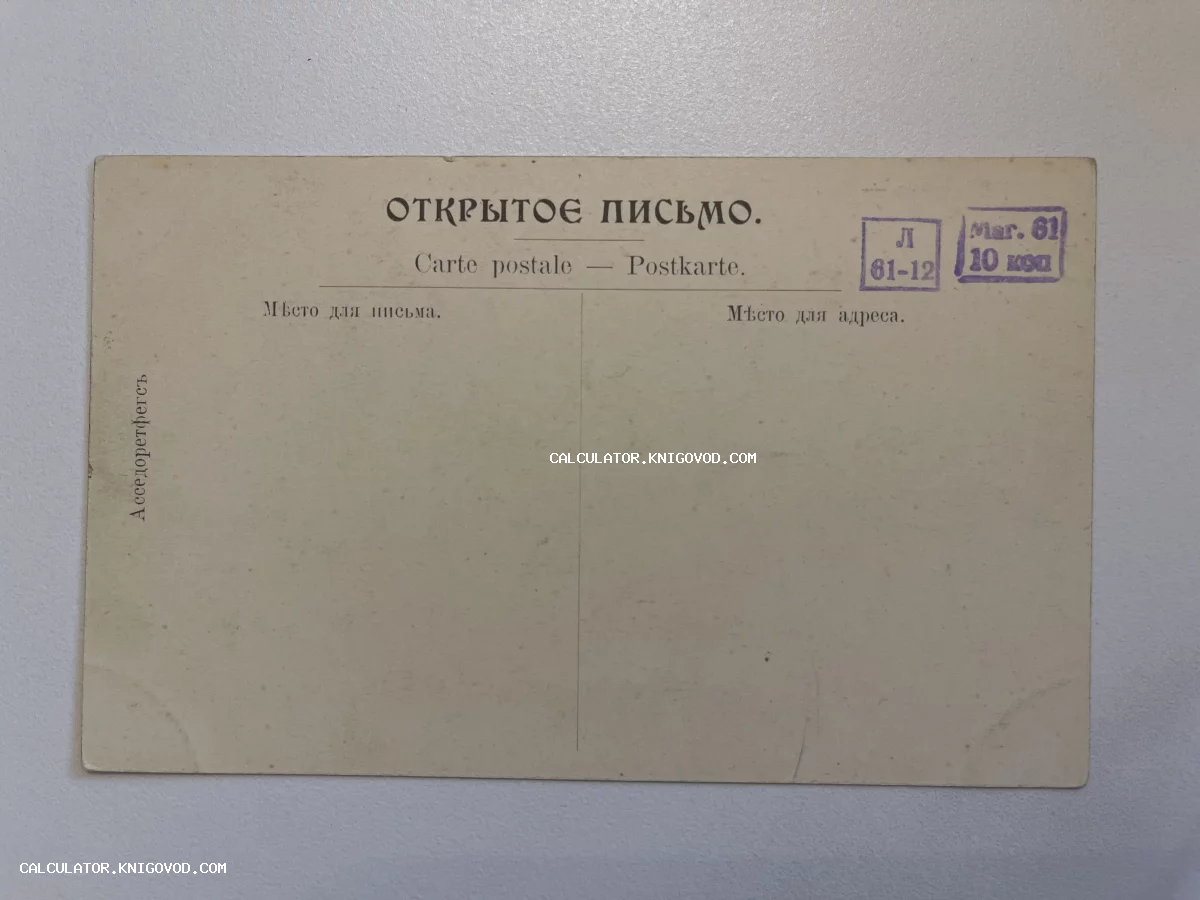 ОТКРЫТОЕ ПИСЬМО.
Carte postale — Postkarte.
Л
61-12
Маг. 61
10 коп
Мѣсто для письма.
Мѣсто для адреса.
Асседоретфегсъ
CALCULATOR.KNIGOVOD.COM
CALCULATOR.KNIGOVOD.COM